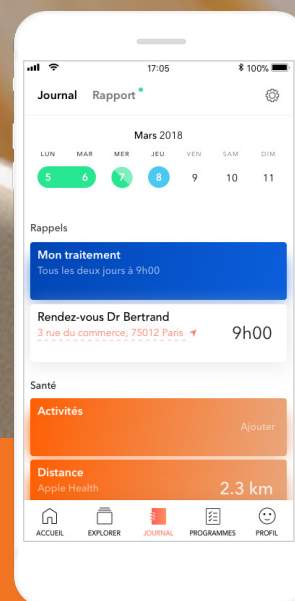 17:05 100%
Journal Rapport
Mars 2018
LUN MAR MER JEU VEN SAM DIM
5 6 7 8 9 10 11
Rappels
Mon traitement
Tous les deux jours à 9h00
Rendez-vous Dr Bertrand
3 rue du commerce, 75012 Paris
9h00
Santé
Activités
Ajouter
Distance
Apple Health
2.3 km
ACCUEIL EXPLORER JOURNAL PROGRAMMES PROFIL